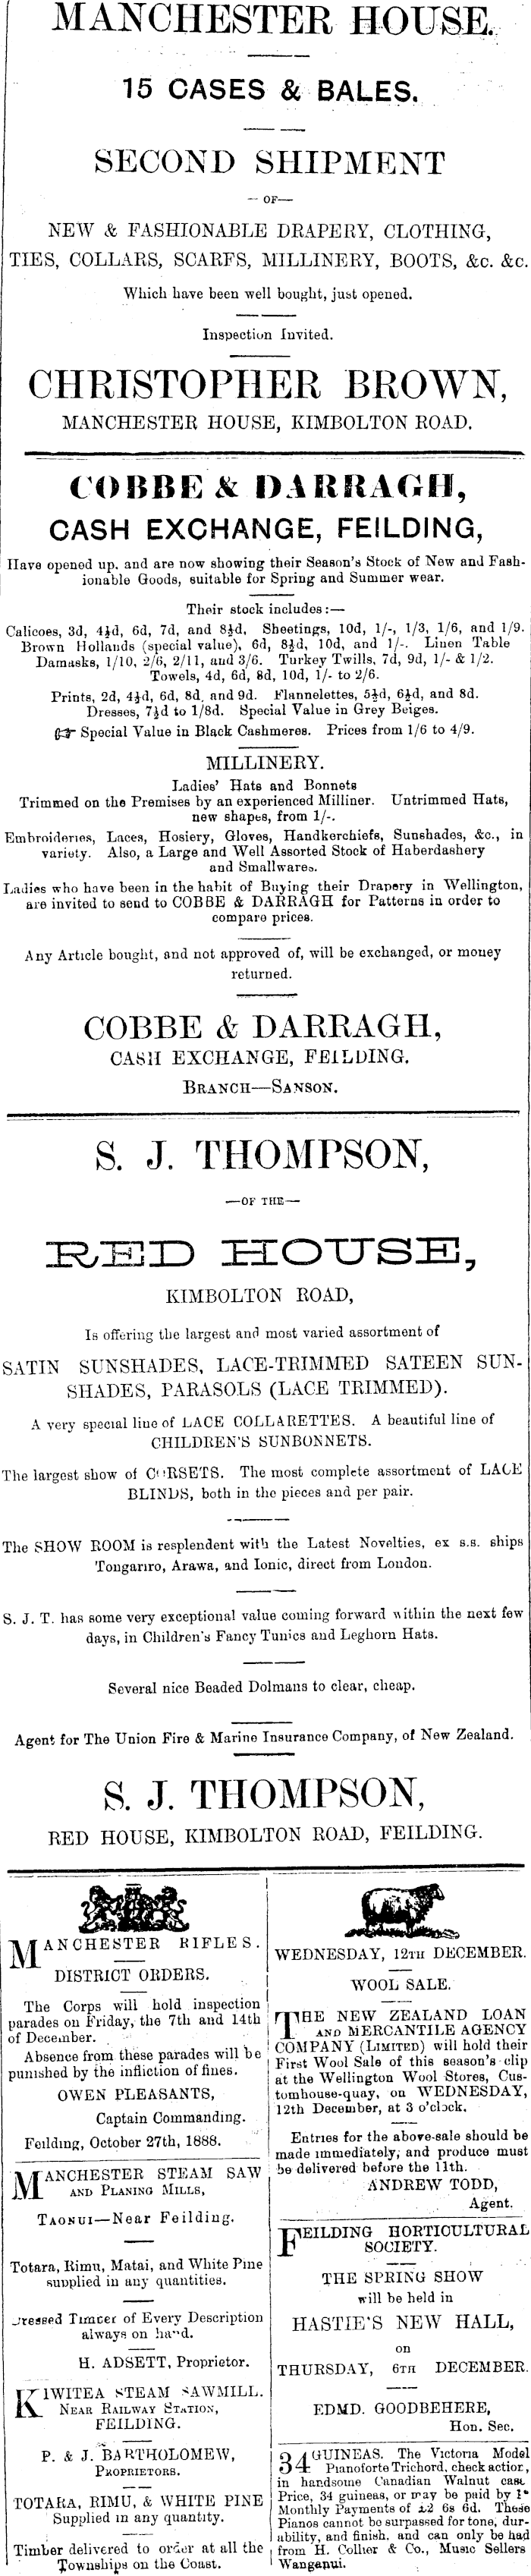 MANCHESTER HOUSE.
15 CASES & BALES.
SECOND SHIPMENT
—OF—
NEW & FASHIONABLE DRAPERY, CLOTHING,
TIES, COLLARS, SCARFS, MILLINERY, BOOTS, &c. &c.
Which have been well bought, just opened.
Inspection Invited.
CHRISTOPHER BROWN,
MANCHESTER HOUSE, KIMBOLTON ROAD.
COBBE & DARRAGH,
CASH EXCHANGE, FEILDING,
Have opened up, and are now showing their Season's Stock of New and Fash-
ionable Goods, suitable for Spring and Summer wear.
Their stock includes:—
Calicoes, 3d, 4½d, 6d, 7d, and 8½d. Sheetings, 10d, 1/-, 1/3, 1/6, and 1/9.
Brown Hollands (special value), 6d, 8½d, 10d, and 1/-. Linen Table
Damasks, 1/10, 2/6, 2/11, and 3/6. Turkey Twills, 7d, 9d, 1/- & 1/2.
Towels, 4d, 6d, 8d, 10d, 1/- to 2/6.
Prints, 2d, 4½d, 6d, 8d, and 9d. Flannelettes, 5½d, 6½d, and 8d.
Dresses, 7½d to 1/8d. Special Value in Grey Beiges.
☞ Special Value in Black Cashmeres. Prices from 1/6 to 4/9.
MILLINERY.
Ladies' Hats and Bonnets
Trimmed on the Premises by an experienced Milliner. Untrimmed Hats,
new shapes, from 1/-.
Embroideries, Laces, Hosiery, Gloves, Handkerchiefs, Sunshades, &c., in
variety. Also, a Large and Well Assorted Stock of Haberdashery
and Smallwares.
Ladies who have been in the habit of Buying their Drapery in Wellington,
are invited to send to COBBE & DARRAGH for Patterns in order to
compare prices.
Any Article bought, and not approved of, will be exchanged, or money
returned.
COBBE & DARRAGH,
CASH EXCHANGE, FEILDING.
BRANCH—SANSON.
S. J. THOMPSON,
—OF THE—
RED HOUSE,
KIMBOLTON ROAD,
Is offering the largest and most varied assortment of
SATIN SUNSHADES, LACE-TRIMMED SATEEN SUN-
SHADES, PARASOLS (LACE TRIMMED).
A very special line of LACE COLLARETTES. A beautiful line of
CHILDREN'S SUNBONNETS.
The largest show of CORSETS. The most complete assortment of LACE
BLINDS, both in the pieces and per pair.
The SHOW ROOM is resplendent with the Latest Novelties, ex s.s. ships
Tongariro, Arawa, and Ionic, direct from London.
S. J. T. has some very exceptional value coming forward within the next few
days, in Children's Fancy Tunics and Leghorn Hats.
Several nice Beaded Dolmans to clear, cheap.
Agent for The Union Fire & Marine Insurance Company, of New Zealand.
S. J. THOMPSON,
RED HOUSE, KIMBOLTON ROAD, FEILDING.
MANCHESTER RIFLES.
DISTRICT ORDERS.
The Corps will hold inspection
parades on Friday, the 7th and 14th
of December.
Absence from these parades will be
punished by the infliction of fines.
OWEN PLEASANTS,
Captain Commanding.
Feilding, October 27th, 1888.
MANCHESTER STEAM SAW
AND PLANING MILLS,
TAONUI—Near Feilding.
Totara, Rimu, Matai, and White Pine
supplied in any quantities.
Dressed Timber of Every Description
always on hand.
H. ADSETT, Proprietor.
KIWITEA STEAM SAWMILL.
NEAR RAILWAY STATION,
FEILDING.
P. & J. BARTHOLOMEW,
PROPRIETORS.
TOTARA, RIMU, & WHITE PINE
Supplied in any quantity.
Timber delivered to order at all the
Townships on the Coast.
WEDNESDAY, 12TH DECEMBER.
WOOL SALE.
THE NEW ZEALAND LOAN
AND MERCANTILE AGENCY
COMPANY (LIMITED) will hold their
First Wool Sale of this season's clip
at the Wellington Wool Stores, Cus-
tomhouse-quay, on WEDNESDAY,
12th December, at 3 o'clock.
Entries for the above sale should be
made immediately, and produce must
be delivered before the 11th.
ANDREW TODD,
Agent.
FEILDING HORTICULTURAL
SOCIETY.
THE SPRING SHOW
will be held in
HASTIE'S NEW HALL,
on
THURSDAY, 6TH DECEMBER.
EDMD. GOODBEHERE,
Hon. Sec.
34 GUINEAS. The Victoria Model
Pianoforte Trichord, check action,
in handsome Canadian Walnut case
Price, 34 guineas, or may be paid by
Monthly Payments of £2 6s 6d. These
Pianos cannot be surpassed for tone, dur-
ability, and finish, and can only be had
from H. Collier & Co., Music Sellers
Wanganui.